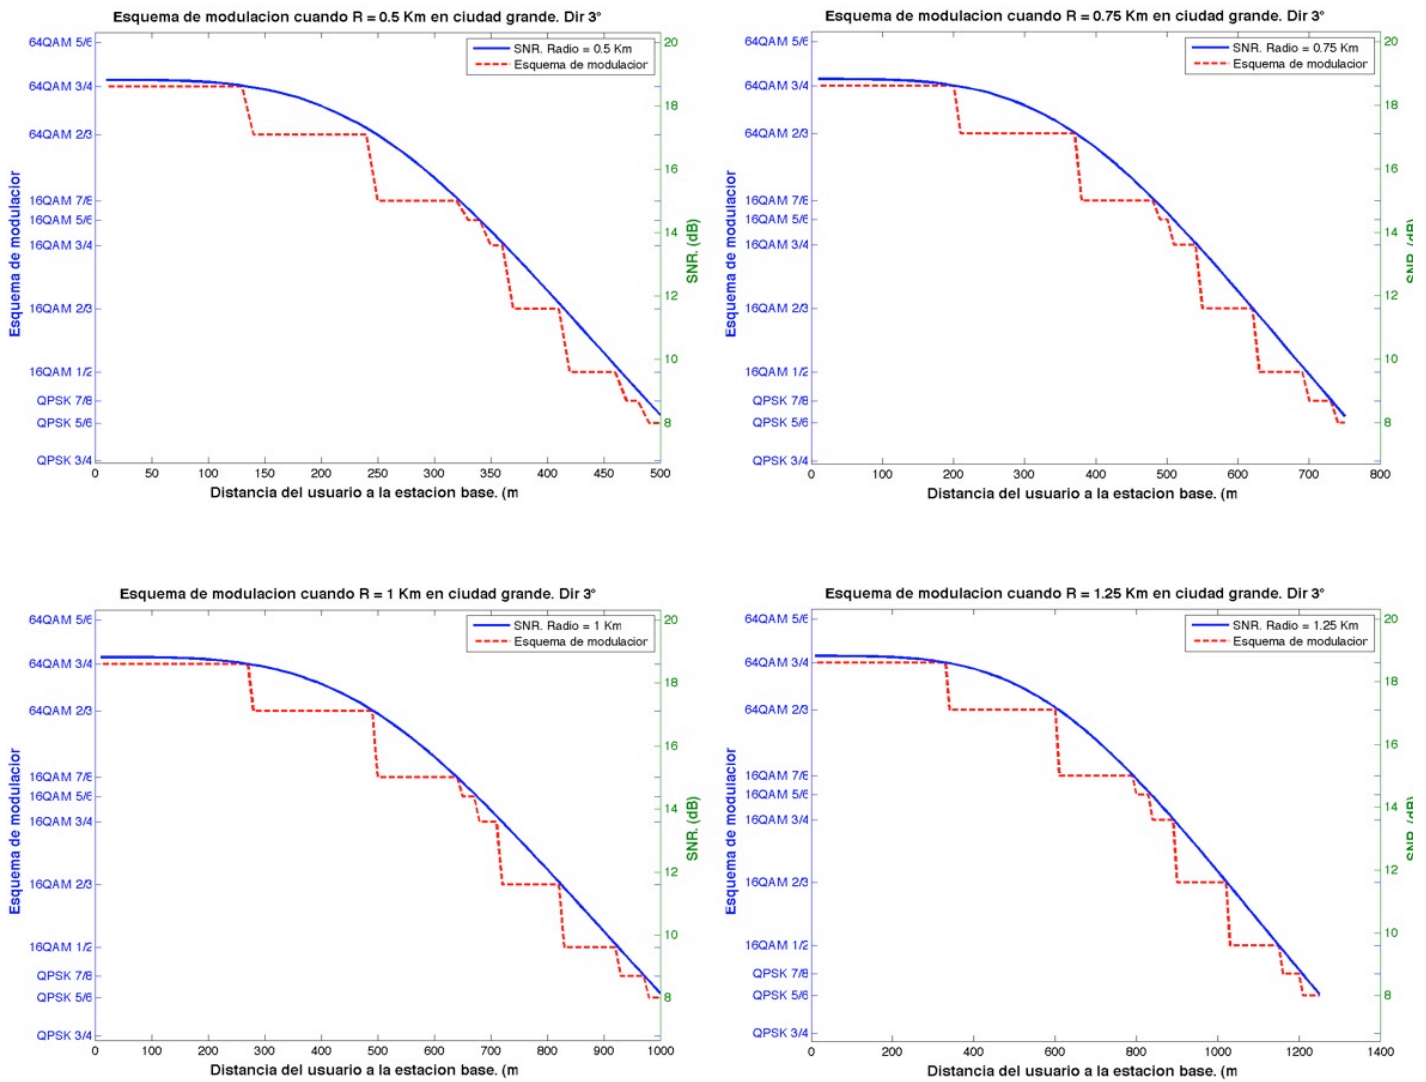 Esquema de modulacion cuando R = 0.5 Km en ciudad grande. Dir 3°
64QAM 5/6
64QAM 3/4
64QAM 2/3
16QAM 7/8
16QAM 5/6
16QAM 3/4
16QAM 2/3
16QAM 1/2
QPSK 7/8
QPSK 5/6
QPSK 3/4
Esquema de modulacior
SNR. Radio = 0.5 Km
Esquema de modulacior
20
18
16
14
12
10
8
SNR. (dB)
0 50 100 150 200 250 300 350 400 450 500
Distancia del usuario a la estacion base. (m
Esquema de modulacion cuando R = 0.75 Km en ciudad grande. Dir 3°
64QAM 5/6
64QAM 3/4
64QAM 2/3
16QAM 7/8
16QAM 5/6
16QAM 3/4
16QAM 2/3
16QAM 1/2
QPSK 7/8
QPSK 5/6
QPSK 3/4
Esquema de modulacior
SNR. Radio = 0.75 Km
Esquema de modulacior
20
18
16
14
12
10
8
SNR. (dB)
0 100 200 300 400 500 600 700 800
Distancia del usuario a la estacion base. (m
Esquema de modulacion cuando R = 1 Km en ciudad grande. Dir 3°
64QAM 5/6
64QAM 3/4
64QAM 2/3
16QAM 7/8
16QAM 5/6
16QAM 3/4
16QAM 2/3
16QAM 1/2
QPSK 7/8
QPSK 5/6
QPSK 3/4
Esquema de modulacior
SNR. Radio = 1 Km
Esquema de modulacior
20
18
16
14
12
10
8
SNR. (dB)
0 100 200 300 400 500 600 700 800 900 1000
Distancia del usuario a la estacion base. (m
Esquema de modulacion cuando R = 1.25 Km en ciudad grande. Dir 3°
64QAM 5/6
64QAM 3/4
64QAM 2/3
16QAM 7/8
16QAM 5/6
16QAM 3/4
16QAM 2/3
16QAM 1/2
QPSK 7/8
QPSK 5/6
QPSK 3/4
Esquema de modulacior
SNR. Radio = 1.25 Km
Esquema de modulacior
20
18
16
14
12
10
8
SNR. (dB)
0 200 400 600 800 1000 1200 1400
Distancia del usuario a la estacion base. (m